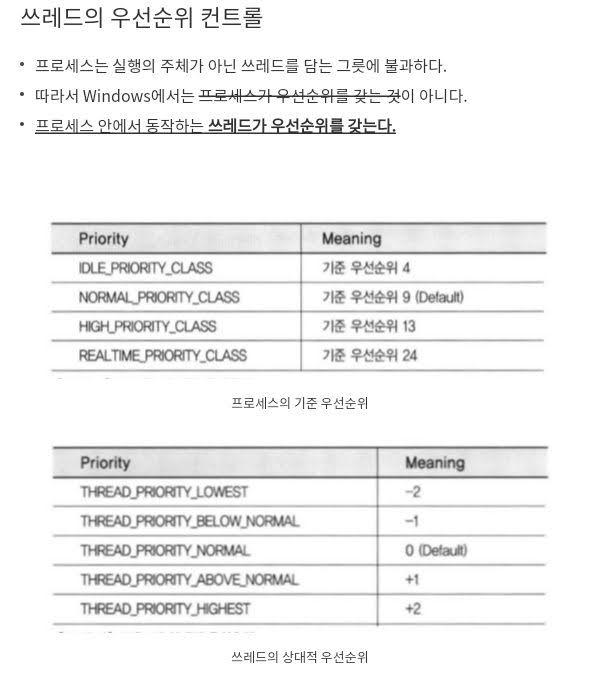 쓰레드의 우선순위 컨트롤
• 프로세스는 실행의 주체가 아닌 쓰레드를 담는 그릇에 불과하다.
• 따라서 Windows에서는 프로세스가 우선순위를 갖는 것이 아니다.
• 프로세스 안에서 동작하는 쓰레드가 우선순위를 갖는다.
Priority Meaning
IDLE_PRIORITY_CLASS 기준 우선순위 4
NORMAL_PRIORITY_CLASS 기준 우선순위 9 (Default)
HIGH_PRIORITY_CLASS 기준 우선순위 13
REALTIME_PRIORITY_CLASS 기준 우선순위 24
프로세스의 기준 우선순위
Priority Meaning
THREAD_PRIORITY_LOWEST -2
THREAD_PRIORITY_BELOW_NORMAL -1
THREAD_PRIORITY_NORMAL 0 (Default)
THREAD_PRIORITY_ABOVE_NORMAL +1
THREAD_PRIORITY_HIGHEST +2
쓰레드의 상대적 우선순위